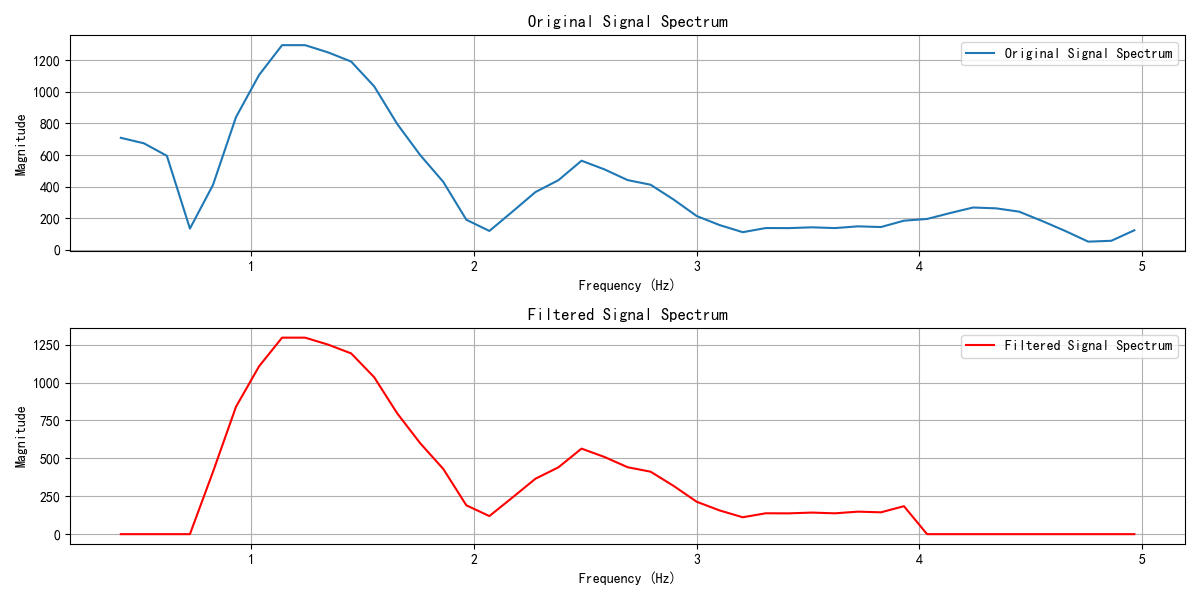 Original Signal Spectrum
Original Signal Spectrum
Magnitude
1200
1000
800
600
400
200
0
1 2 3 4 5
Frequency (Hz)
Filtered Signal Spectrum
Filtered Signal Spectrum
Magnitude
1250
1000
750
500
250
0
1 2 3 4 5
Frequency (Hz)